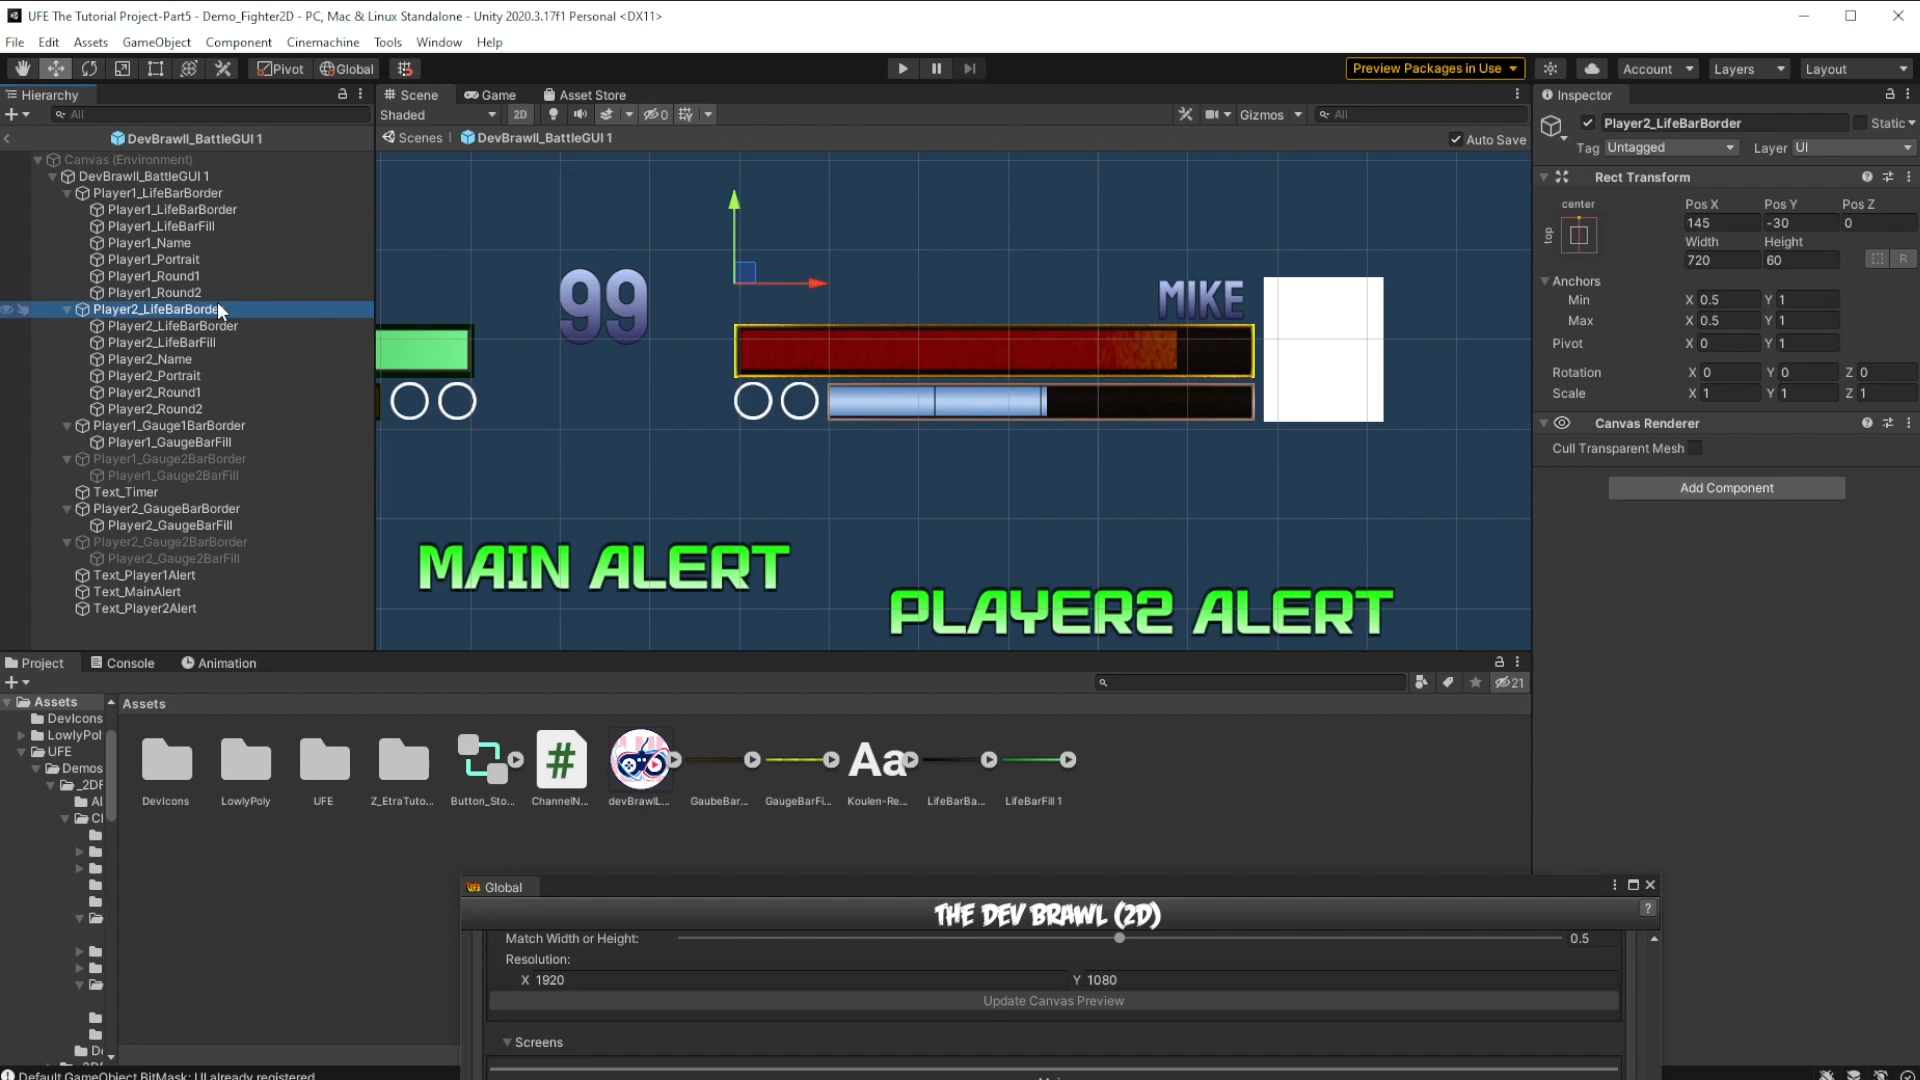 UFE The Tutorial Project-Part5 - Demo_Fighter2D - PC, Mac & Linux Standalone - Unity 2020.3.17f1 Personal <DX11>
File Edit Assets GameObject Component Cinemachine Tools Window Help
Pivot Global Preview Packages in Use Account Layers Layout
Hierarchy
All
DevBrawll_BattleGUI 1
Canvas (Environment)
DevBrawll_BattleGUI 1
Player1_LifeBarBorder
Player1_LifeBarBorder
Player1_LifeBarFill
Player1_Name
Player1_Portrait
Player1_Round1
Player1_Round2
Player2_LifeBarBorde
Player2_LifeBarBorder
Player2_LifeBarFill
Player2_Name
Player2_Portrait
Player2_Round1
Player2_Round2
Player1_Gauge1BarBorder
Player1_GaugeBarFill
Player1_Gauge2BarBorder
Player1_Gauge2BarFill
Text_Timer
Player2_GaugeBarBorder
Player2_GaugeBarFill
Player2_Gauge2BarBorder
Player2_Gauge2BarFill
Text_Player1Alert
Text_MainAlert
Text_Player2Alert
Scene Game Asset Store
Shaded 2D 0 Gizmos All
Scenes DevBrawll_BattleGUI 1 Auto Save
99
MIKE
MAIN ALERT
PLAYER2 ALERT
Inspector
Player2_LifeBarBorder Static
Tag Untagged Layer UI
Rect Transform
center Pos X Pos Y Pos Z
top 145 -30 0
Width Height
720 60 R
Anchors
Min X 0.5 Y 1
Max X 0.5 Y 1
Pivot X 0 Y 1
Rotation X 0 Y 0 Z 0
Scale X 1 Y 1 Z 1
Canvas Renderer
Cull Transparent Mesh
Add Component
Project Console Animation
21
Assets
DevIcons
LowlyPol
UFE
Demos
_2DF
Al
Cl
Assets
# Aa
DevIcons LowlyPoly UFE Z_EtraTuto... Button_Sto... ChannelN... devBrawlL... GaubeBar... GaugeBarFi... Koulen-Re... LifeBarBa... LifeBarFill 1
Global
THE DEV BRAWL (2D)
?
Match Width or Height: 0.5
Resolution:
X 1920 Y 1080
Update Canvas Preview
Screens
Default GameObject BitMask: UI already registered